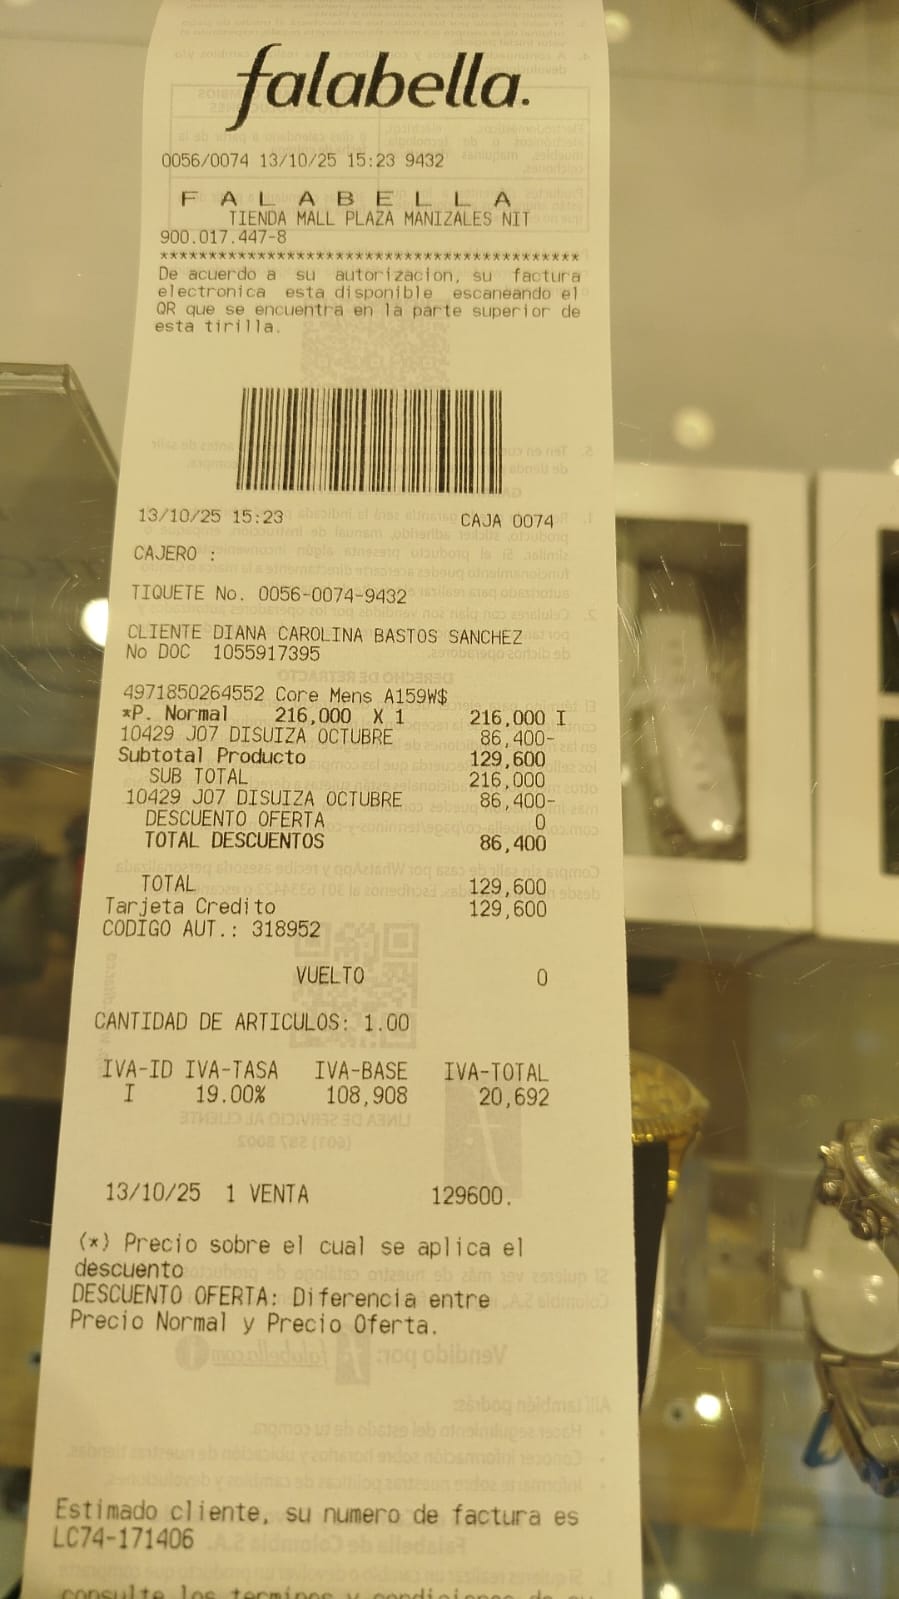 falabella.
0056/0074 13/10/25 15:23 9432
F A L A B E L L A
TIENDA MALL PLAZA MANIZALES NIT
900.017.447-8
********************************************
De acuerdo a su autorizacion, su factura
electronica esta disponible escaneando el
QR que se encuentra en la parte superior de
esta tirilla.
13/10/25 15:23 CAJA 0074
CAJERO :
TIQUETE No. 0056-0074-9432
CLIENTE DIANA CAROLINA BASTOS SANCHEZ
No DOC 1055917395
4971850264552 Core Mens A159W$
*P. Normal 216,000 X 1 216,000 I
10429 J07 DISUIZA OCTUBRE 86,400-
Subtotal Producto 129,600
SUB TOTAL 216,000
10429 J07 DISUIZA OCTUBRE 86,400-
DESCUENTO OFERTA 0
TOTAL DESCUENTOS 86,400
TOTAL 129,600
Tarjeta Credito 129,600
CODIGO AUT.: 318952
VUELTO 0
CANTIDAD DE ARTICULOS: 1.00
IVA-ID IVA-TASA IVA-BASE IVA-TOTAL
I 19.00% 108,908 20,692
13/10/25 1 VENTA 129600.
(*) Precio sobre el cual se aplica el
descuento
DESCUENTO OFERTA: Diferencia entre
Precio Normal y Precio Oferta.
Estimado cliente, su numero de factura es
LC74-171406
consulte los terminos y condiciones de su